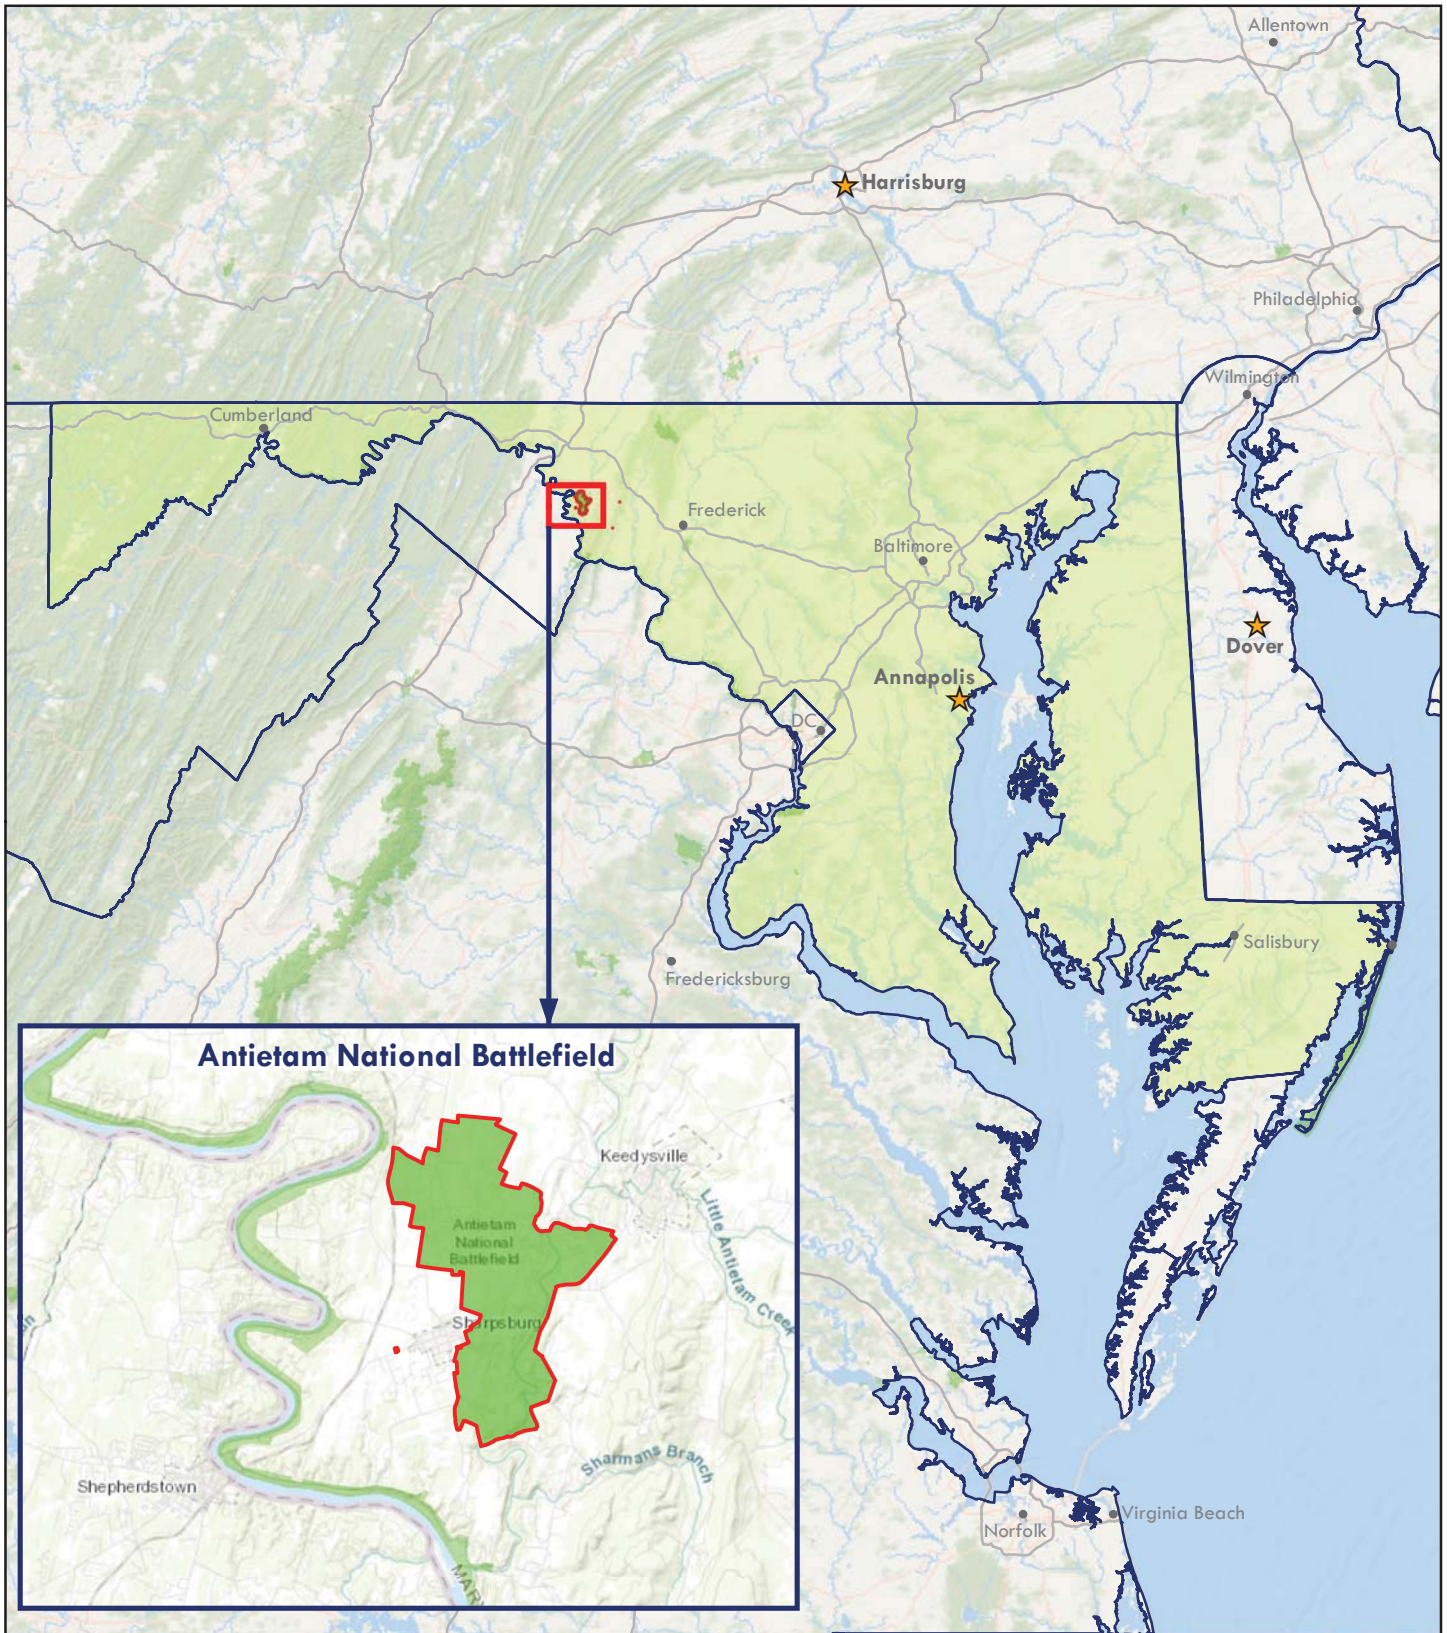 Allentown
Harrisburg
Philadelphia
Wilmington
Cumberland
Frederick
Baltimore
Dover
Annapolis
DC
Salisbury
Fredericksburg
Antietam National Battlefield
Keedysville
Little Antietam Creek
Antietam
National
Battlefield
Sharpsburg
Sharmans Branch
Shepherdstown
MAR
Virginia Beach
Norfolk